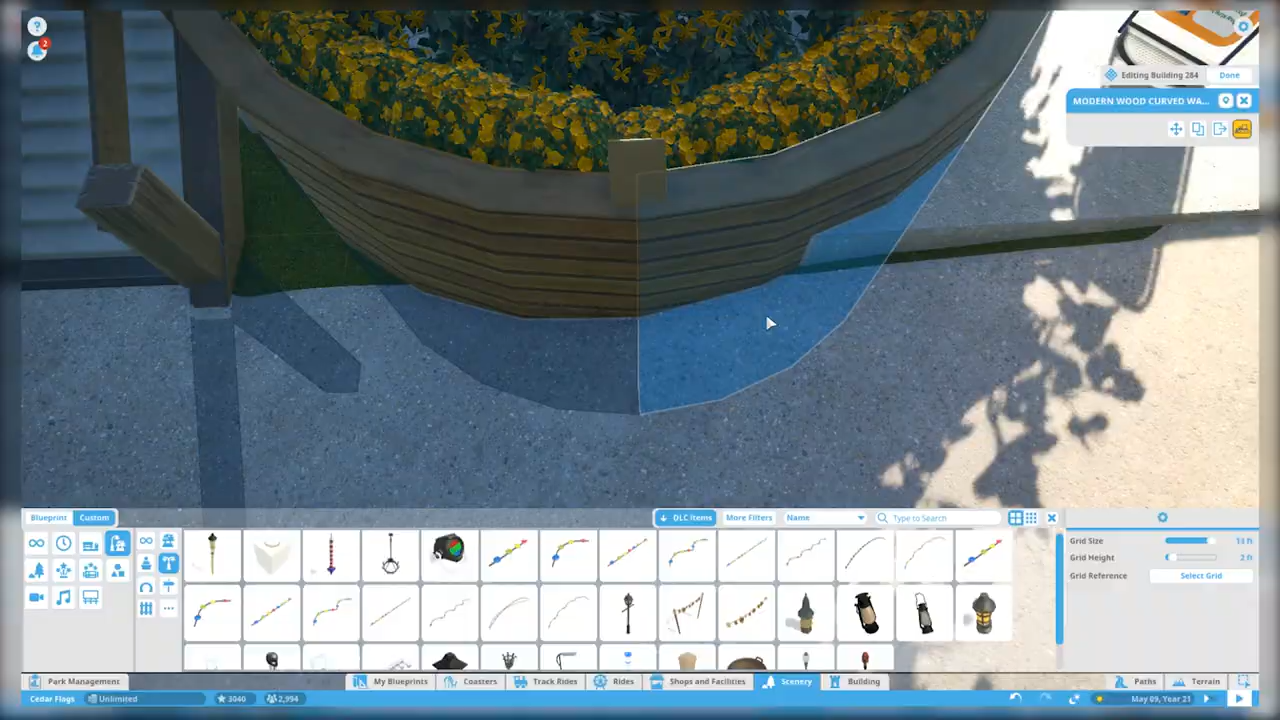 2
Editing Building 284 Done
MODERN WOOD CURVED WA...
Blueprint Custom DLC Items More Filters Name Type to Search
Grid Size 13 ft
Grid Height 2 ft
Grid Reference Select Grid
Park Management My Blueprints Coasters Track Rides Rides Shops and Facilities Scenery Building Paths Terrain
Cedar Flags Unlimited 3040 2,994 May 09, Year 21